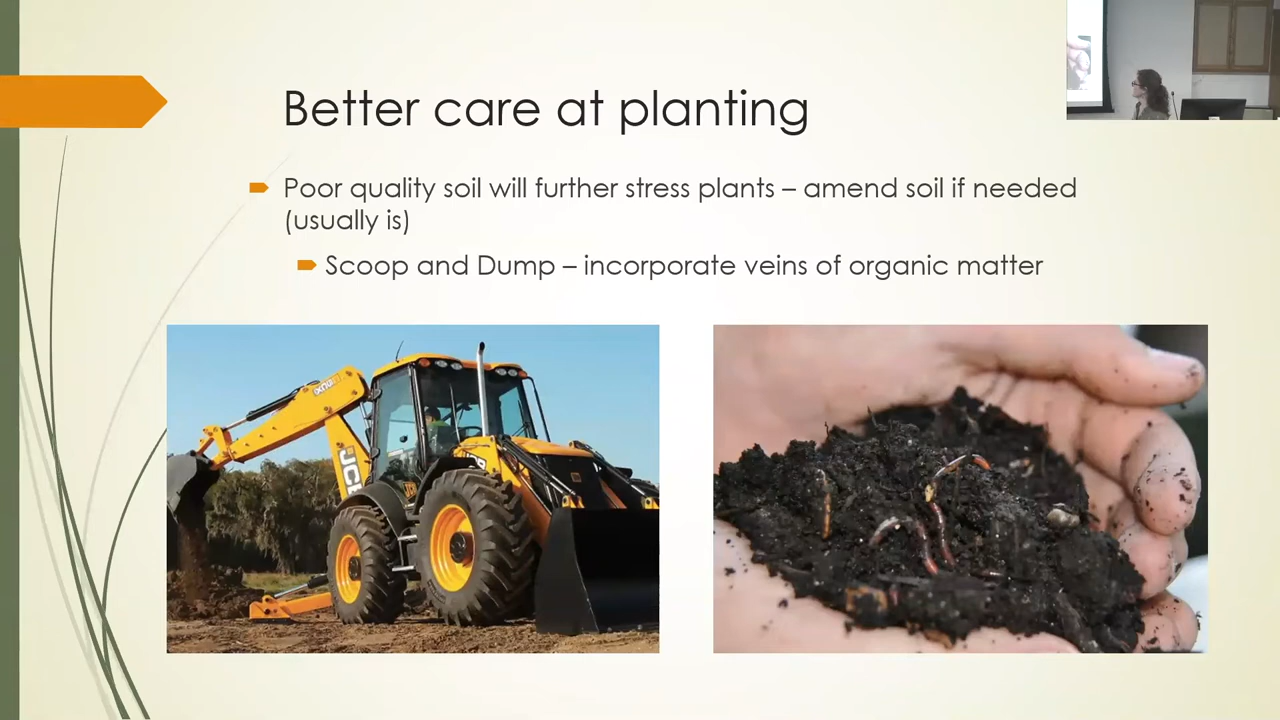 Better care at planting
Poor quality soil will further stress plants – amend soil if needed
(usually is)
Scoop and Dump – incorporate veins of organic matter
JCB